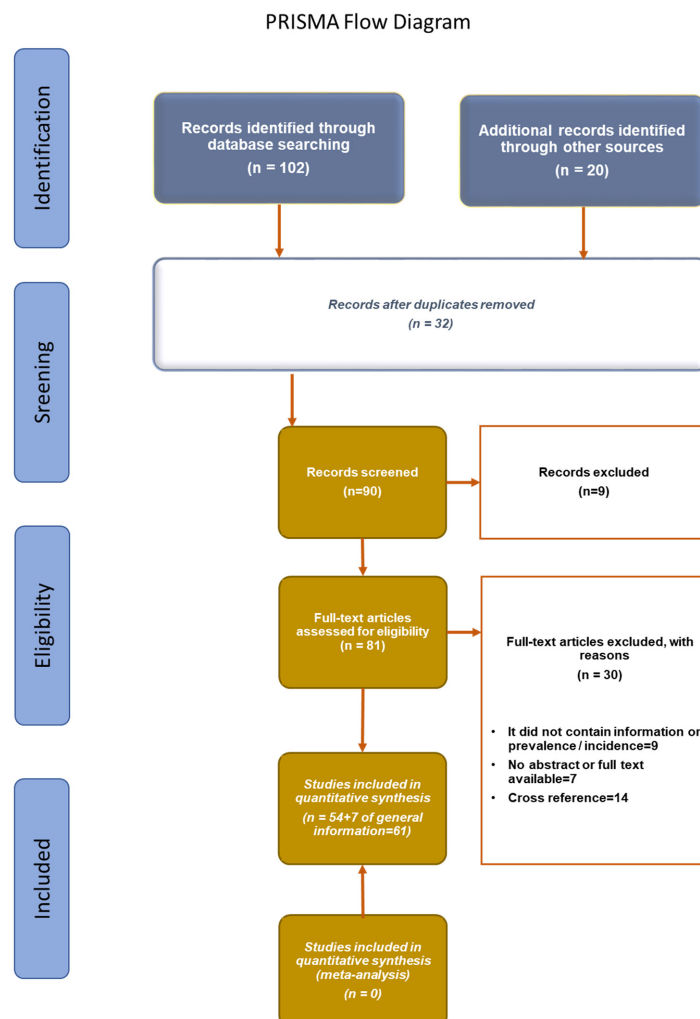 PRISMA Flow Diagram
Identification
Records identified through
database searching
(n = 102)
Additional records identified
through other sources
(n = 20)
Sreening
Records after duplicates removed
(n = 32)
Records screened
(n=90)
Records excluded
(n=9)
Eligibility
Full-text articles
assessed for eligibility
(n = 81)
Full-text articles excluded, with
reasons
(n = 30)
• It did not contain information on
prevalence / incidence=9
• No abstract or full text
available=7
• Cross reference=14
Included
Studies included in
quantitative synthesis
(n = 54+7 of general
information=61)
Studies included in
quantitative synthesis
(meta-analysis)
(n = 0)